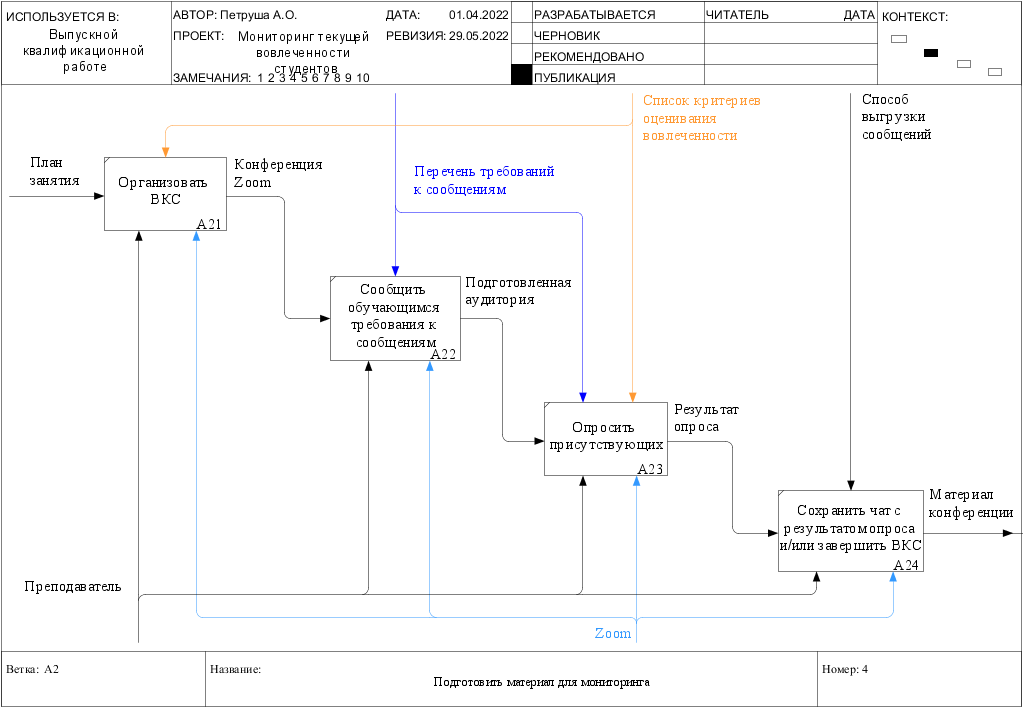 ИСПОЛЬЗУЕТСЯ В:
Выпускной
квалификационной
работе
АВТОР: Петруша А.О.
ДАТА: 01.04.2022
ПРОЕКТ: Мониторинг текущей
вовлеченности
студентов
РЕВИЗИЯ: 29.05.2022
ЗАМЕЧАНИЯ: 1 2 3 4 5 6 7 8 9 10
РАЗРАБАТЫВАЕТСЯ
ЧЕРНОВИК
РЕКОМЕНДОВАНО
ПУБЛИКАЦИЯ
ЧИТАТЕЛЬ ДАТА
КОНТЕКСТ:
Список критериев
оценивания
вовлеченности
Способ
выгрузки
сообщений
План
занятия
Организовать
ВКС
A21
Конференция
Zoom
Перечень требований
к сообщениям
Сообщить
обучающимся
требования к
сообщениям
A22
Подготовленная
аудитория
Опросить
присутствующих
A23
Результат
опроса
Сохранить чат с
результатом опроса
и/или завершить ВКС
A24
Материал
конференции
Преподаватель
Zoom
Ветка: A2
Название:
Подготовить материал для мониторинга
Номер: 4